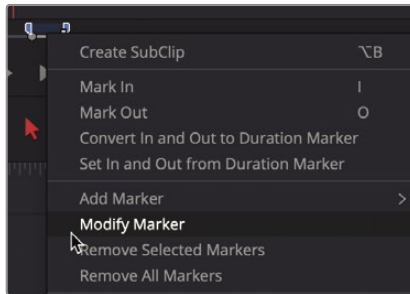 Create SubClip ⌥B
Mark In I
Mark Out O
Convert In and Out to Duration Marker
Set In and Out from Duration Marker
Add Marker >
Modify Marker
Remove Selected Markers
Remove All Markers